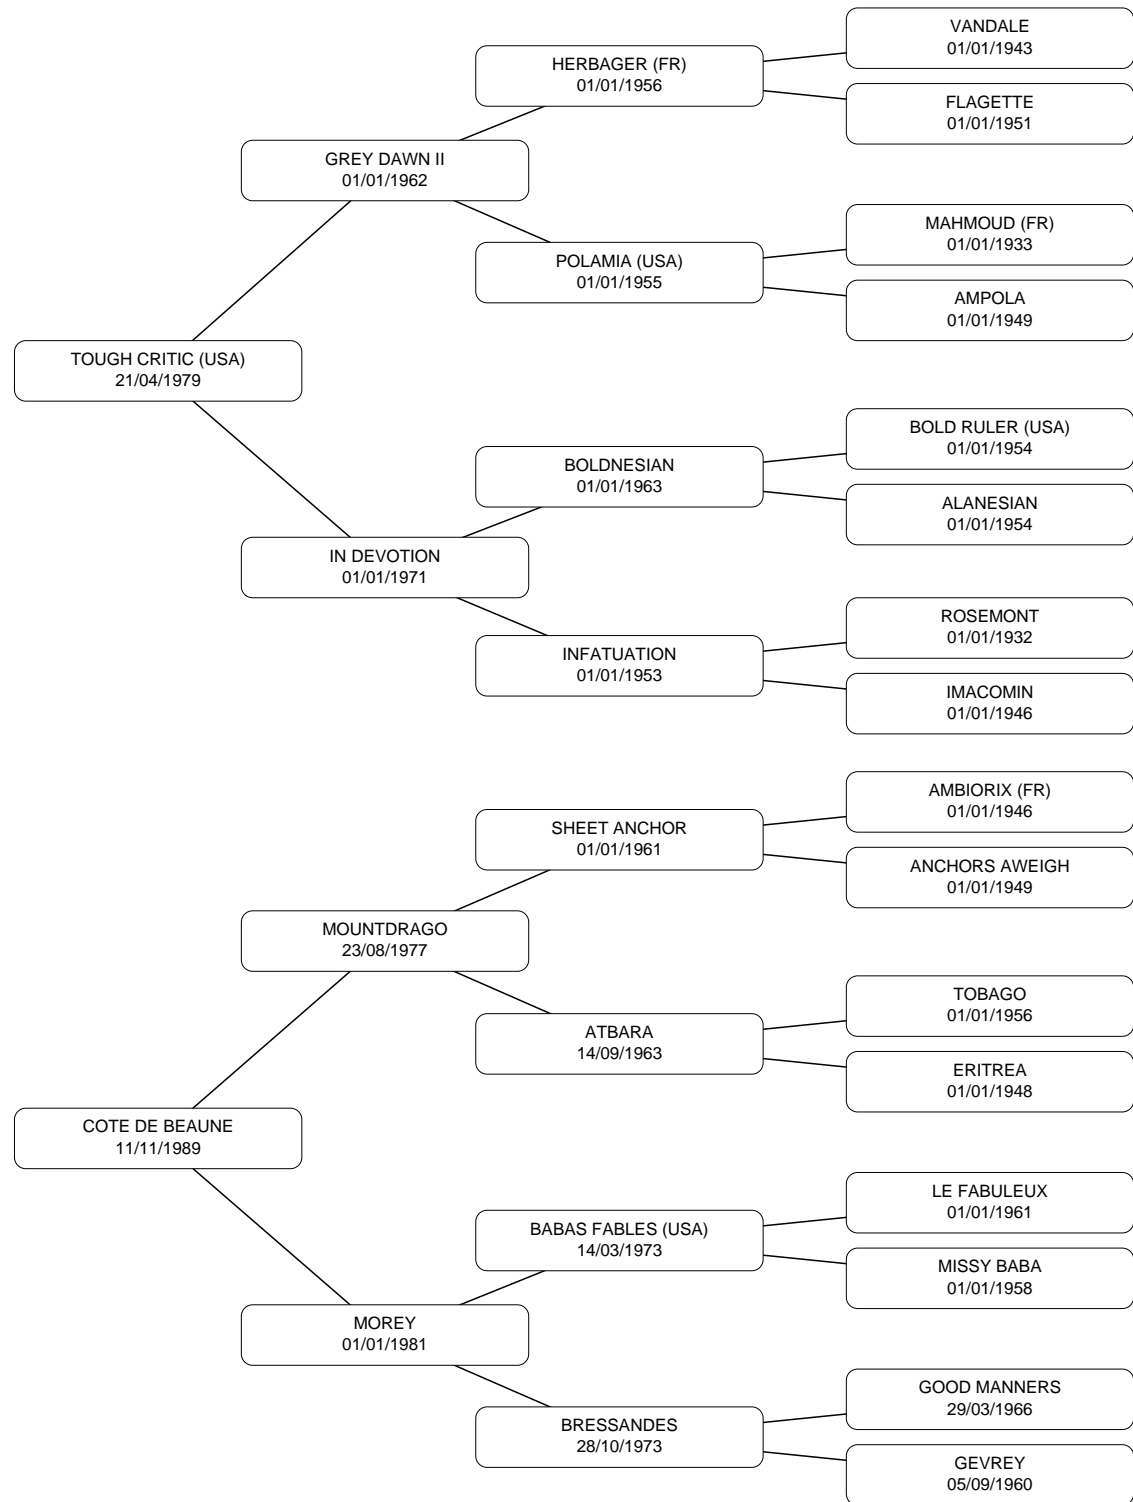 VANDALE
01/01/1943
HERBAGER (FR)
01/01/1956
FLAGETTE
01/01/1951
GREY DAWN II
01/01/1962
MAHMOUD (FR)
01/01/1933
POLAMIA (USA)
01/01/1955
AMPOLA
01/01/1949
TOUGH CRITIC (USA)
21/04/1979
BOLD RULER (USA)
01/01/1954
BOLDNESIAN
01/01/1963
ALANESIAN
01/01/1954
IN DEVOTION
01/01/1971
ROSEMONT
01/01/1932
INFATUATION
01/01/1953
IMACOMIN
01/01/1946
AMBIORIX (FR)
01/01/1946
SHEET ANCHOR
01/01/1961
ANCHORS AWEIGH
01/01/1949
MOUNTDRAGO
23/08/1977
TOBAGO
01/01/1956
ATBARA
14/09/1963
ERITREA
01/01/1948
COTE DE BEAUNE
11/11/1989
LE FABULEUX
01/01/1961
BABAS FABLES (USA)
14/03/1973
MISSY BABA
01/01/1958
MOREY
01/01/1981
GOOD MANNERS
29/03/1966
BRESSANDES
28/10/1973
GEVREY
05/09/1960